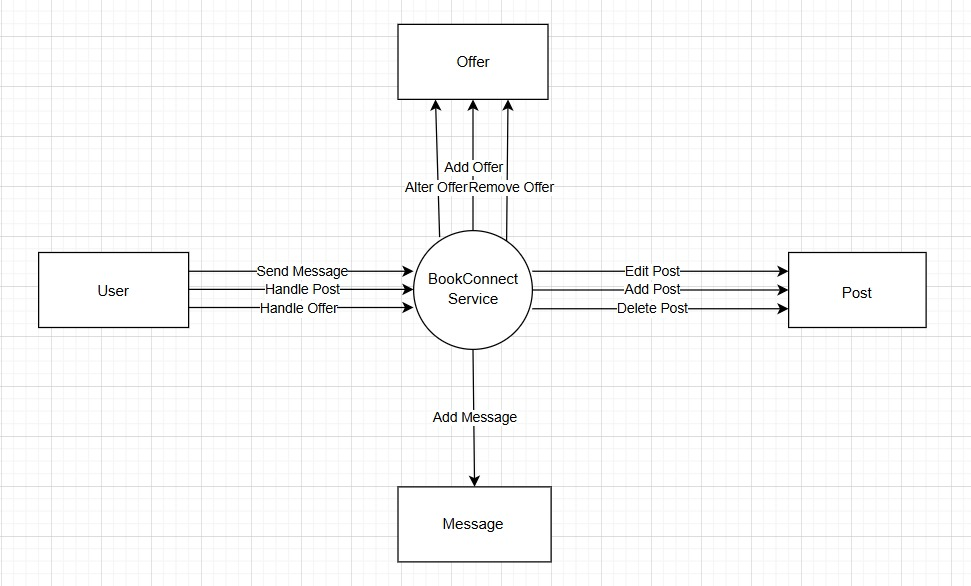 Offer
Add Offer
Alter Offer
Remove Offer
User
Send Message
Handle Post
Handle Offer
BookConnect
Service
Edit Post
Add Post
Delete Post
Post
Add Message
Message